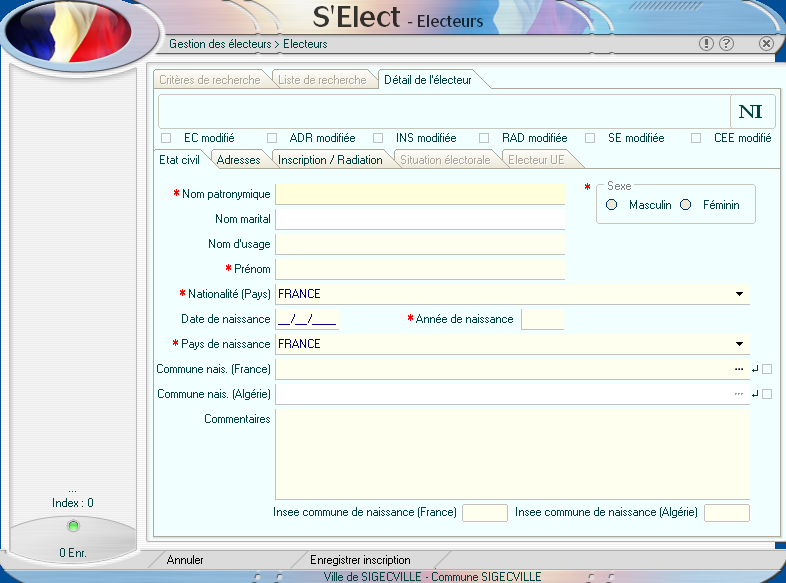 S'Elect - Electeurs
Gestion des électeurs > Electeurs
! ?
Critères de recherche Liste de recherche Détail de l'électeur
NI
EC modifié ADR modifiée INS modifiée RAD modifiée SE modifiée CEE modifié
Etat civil Adresses Inscription / Radiation Situation électorale Electeur UE
* Nom patronymique
* Sexe
Masculin Féminin
Nom marital
Nom d'usage
* Prénom
* Nationalité (Pays) FRANCE
Date de naissance __/__/____ * Année de naissance
* Pays de naissance FRANCE
Commune nais. (France) ...
Commune nais. (Algérie) ...
Commentaires
Insee commune de naissance (France) Insee commune de naissance (Algérie)
...
Index : 0
0 Enr.
Annuler Enregistrer inscription
Ville de SIGECVILLE - Commune SIGECVILLE